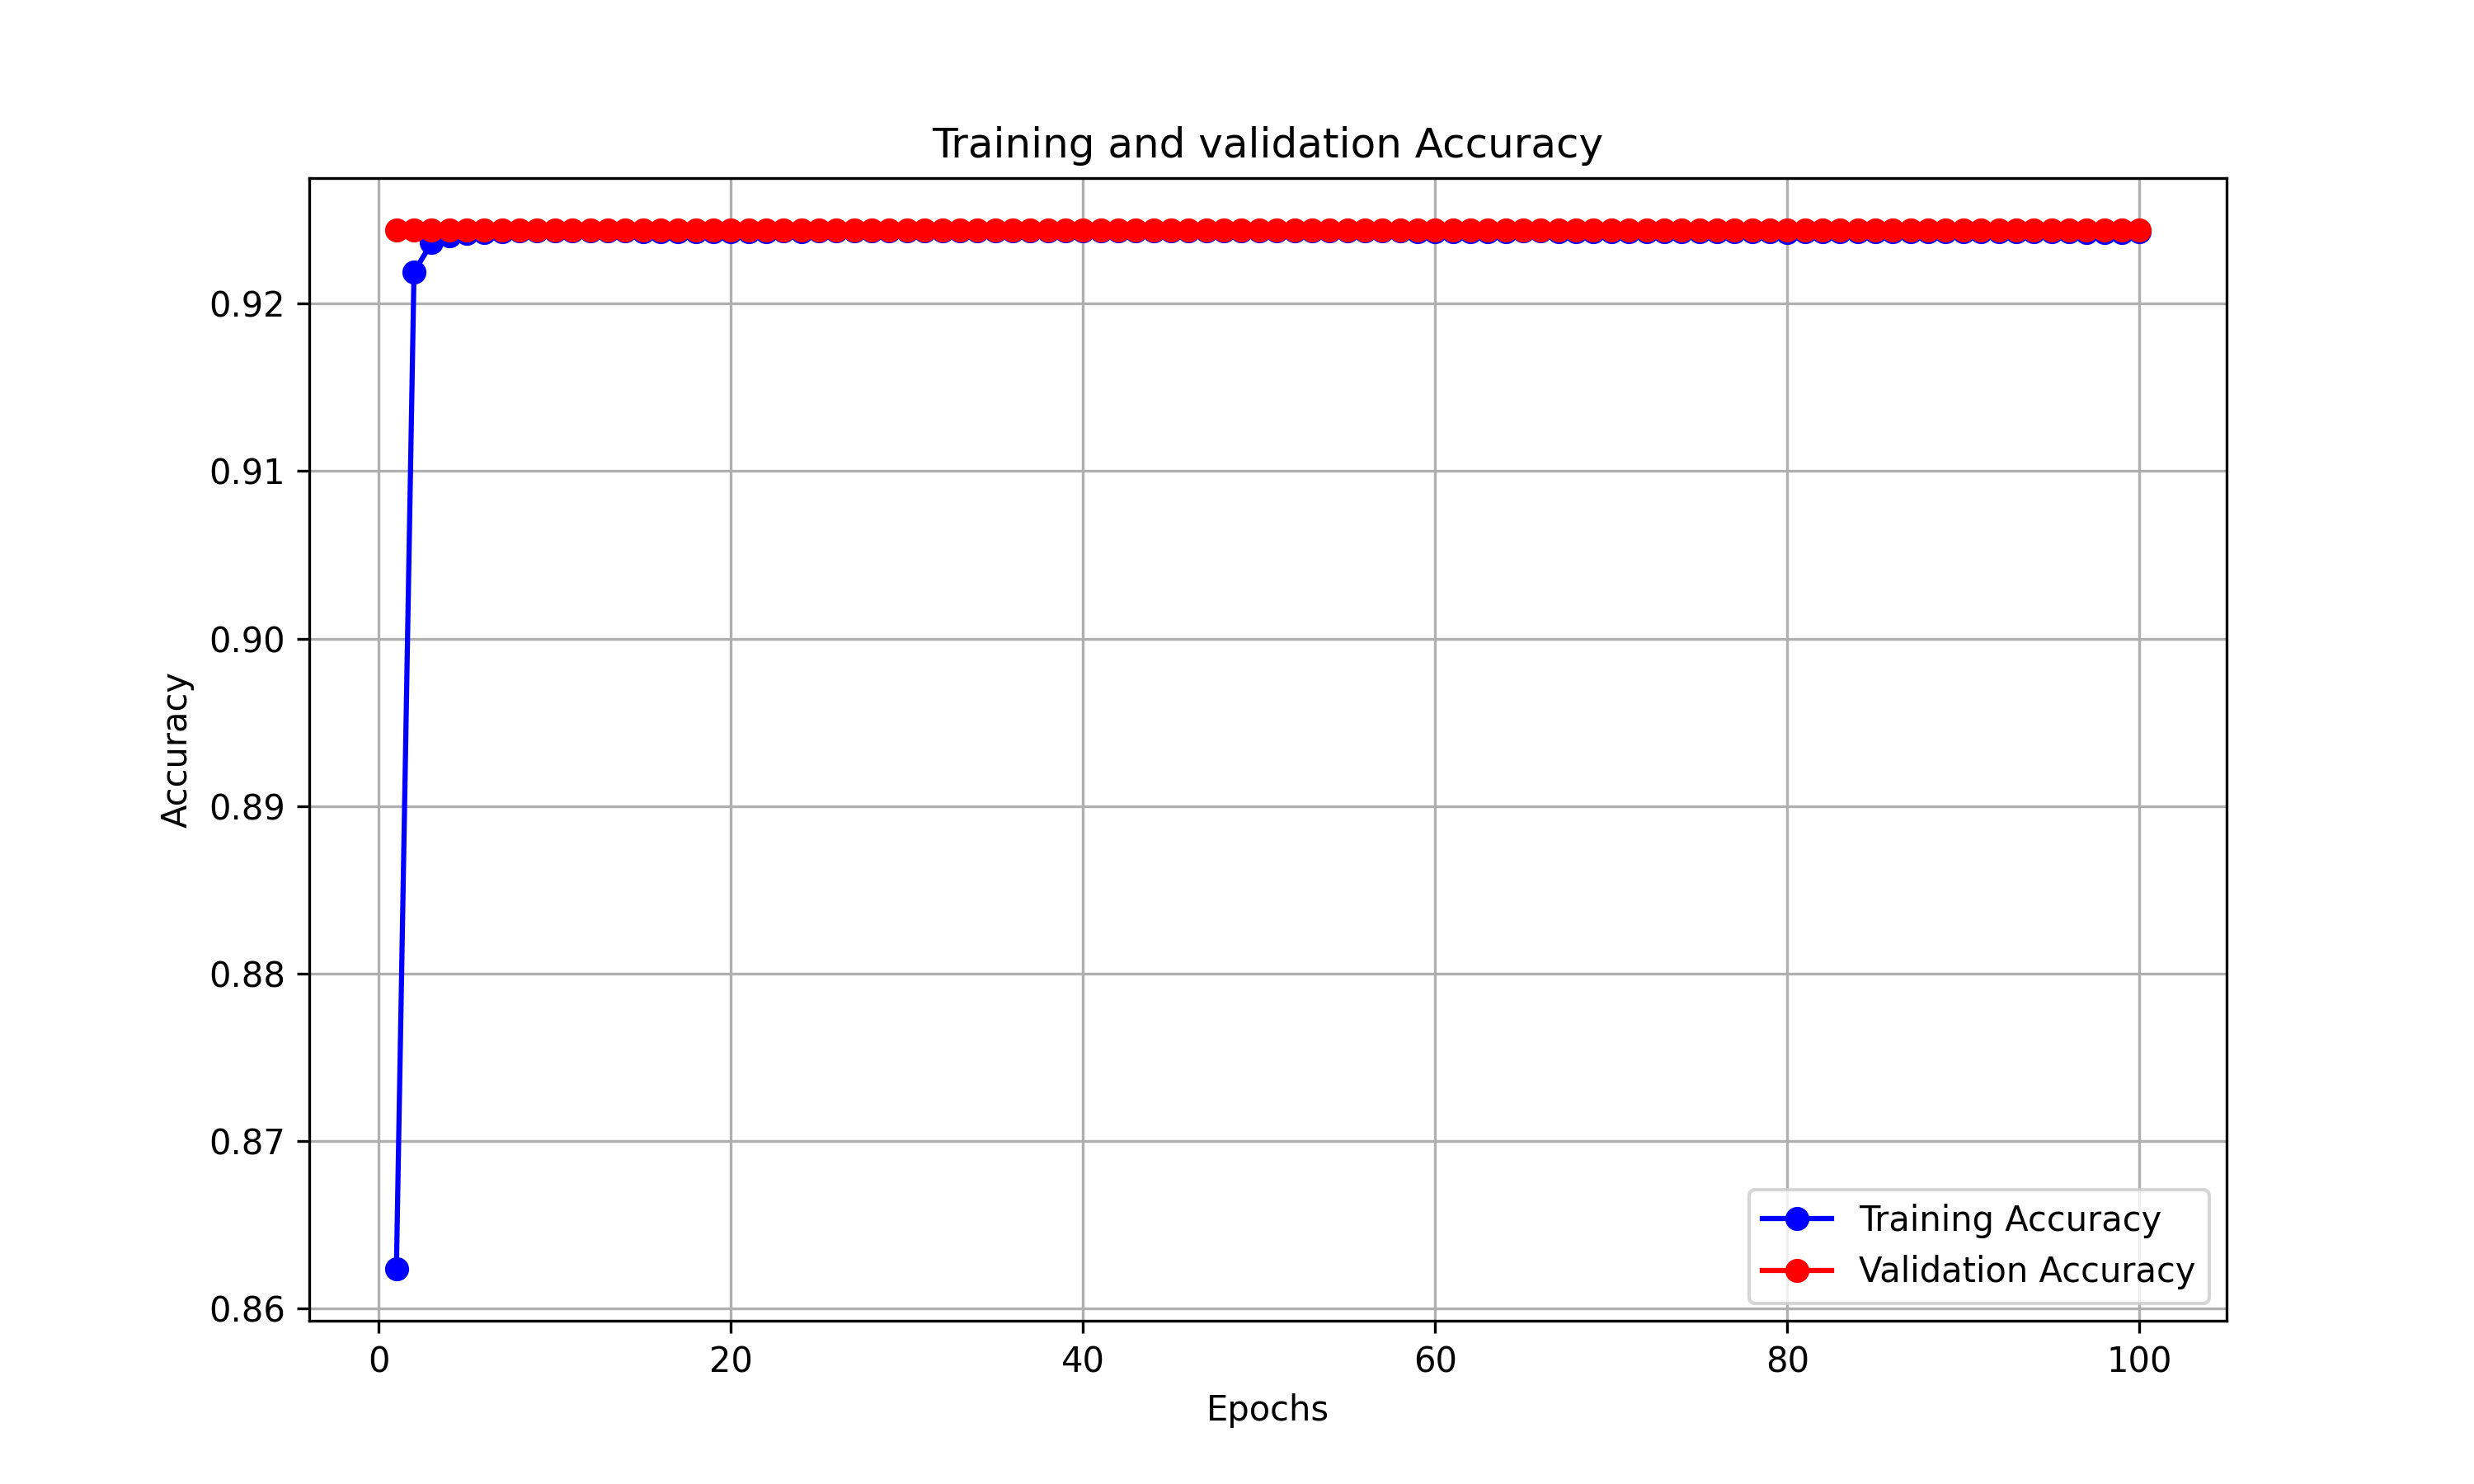 Training and validation Accuracy
0.92
0.91
0.90
0.89
0.88
0.87
0.86
Accuracy
Training Accuracy
Validation Accuracy
0 20 40 60 80 100
Epochs